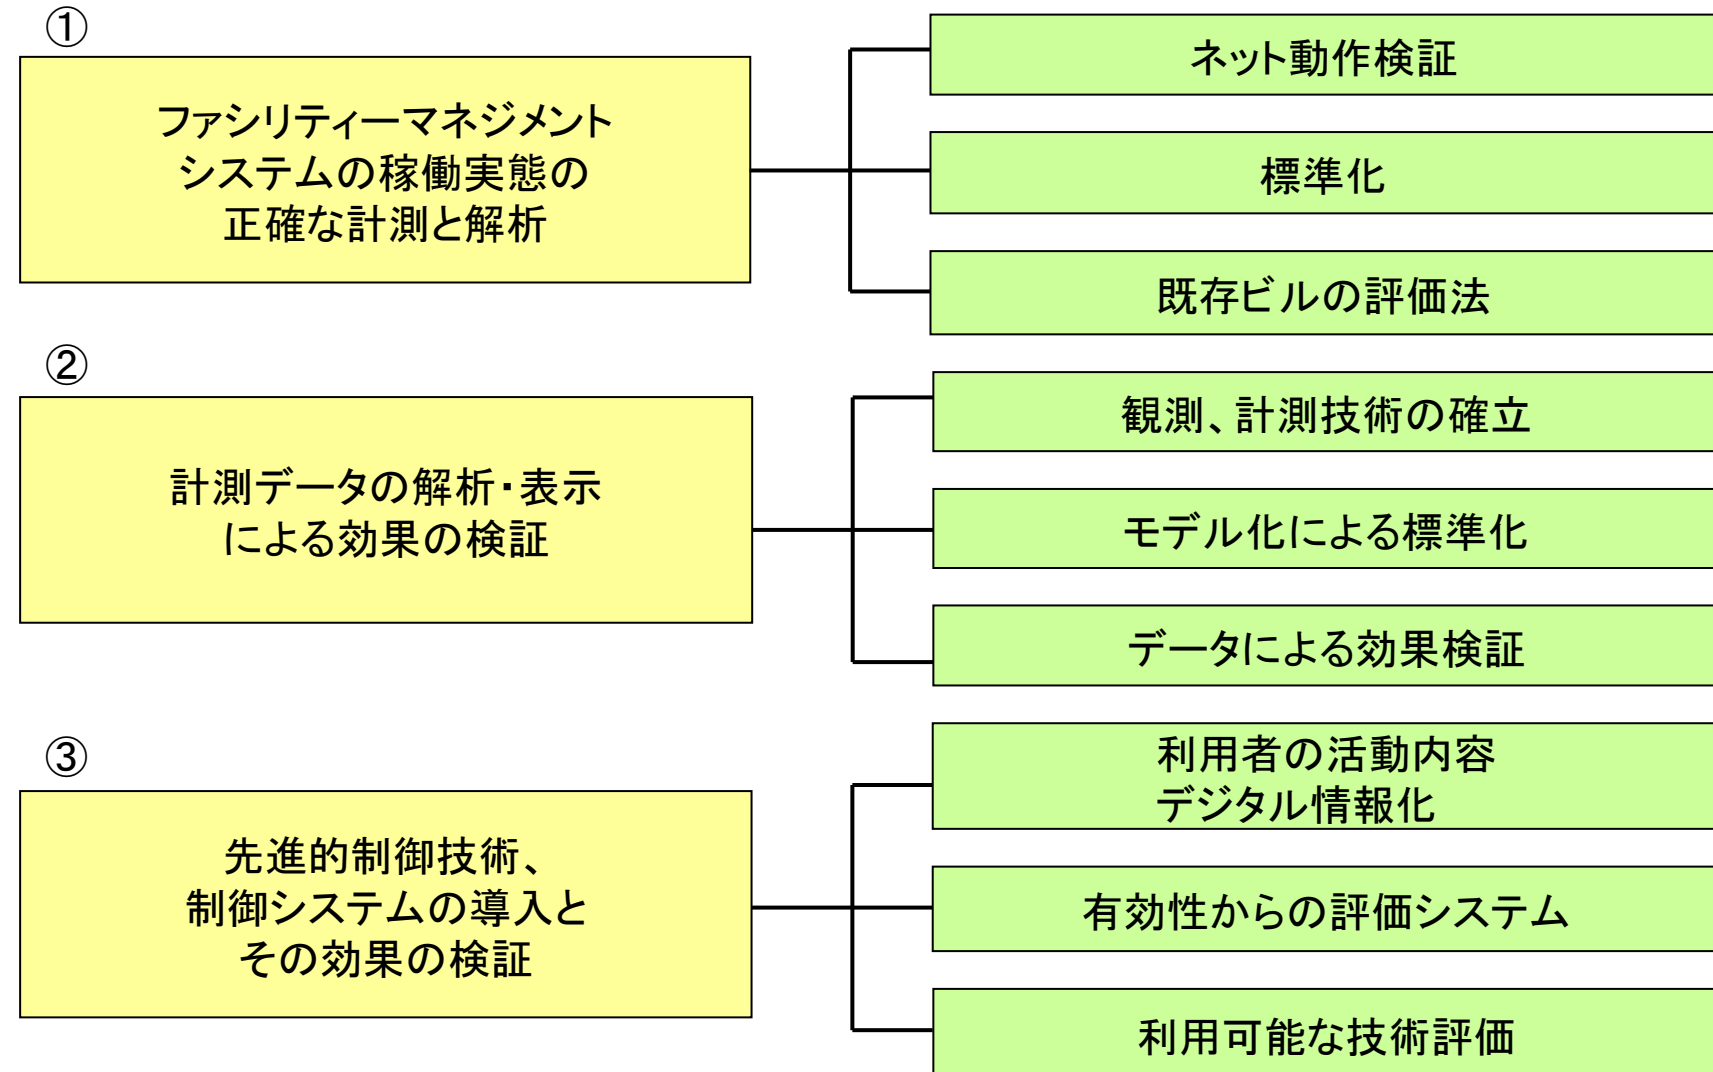 ①
ファシリティーマネジメント
システムの稼働実態の
正確な計測と解析
ネット動作検証
標準化
既存ビルの評価法
②
計測データの解析・表示
による効果の検証
観測、計測技術の確立
モデル化による標準化
データによる効果検証
③
先進的制御技術、
制御システムの導入と
その効果の検証
利用者の活動内容
デジタル情報化
有効性からの評価システム
利用可能な技術評価